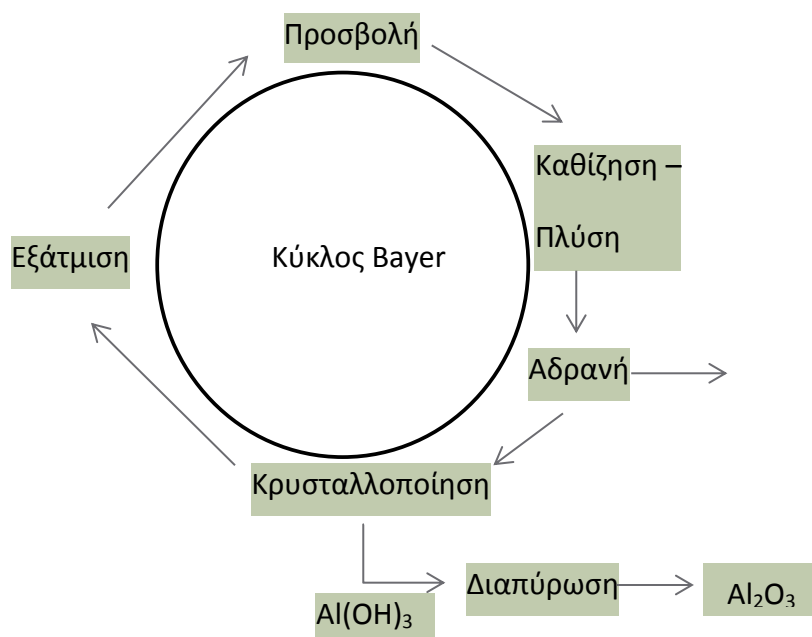 Προσβολή
Καθίζηση –
Πλύση
Εξάτμιση
Κύκλος Bayer
Αδρανή
Κρυσταλλοποίηση
Διαπύρωση
Al₂O₃
Al(OH)₃